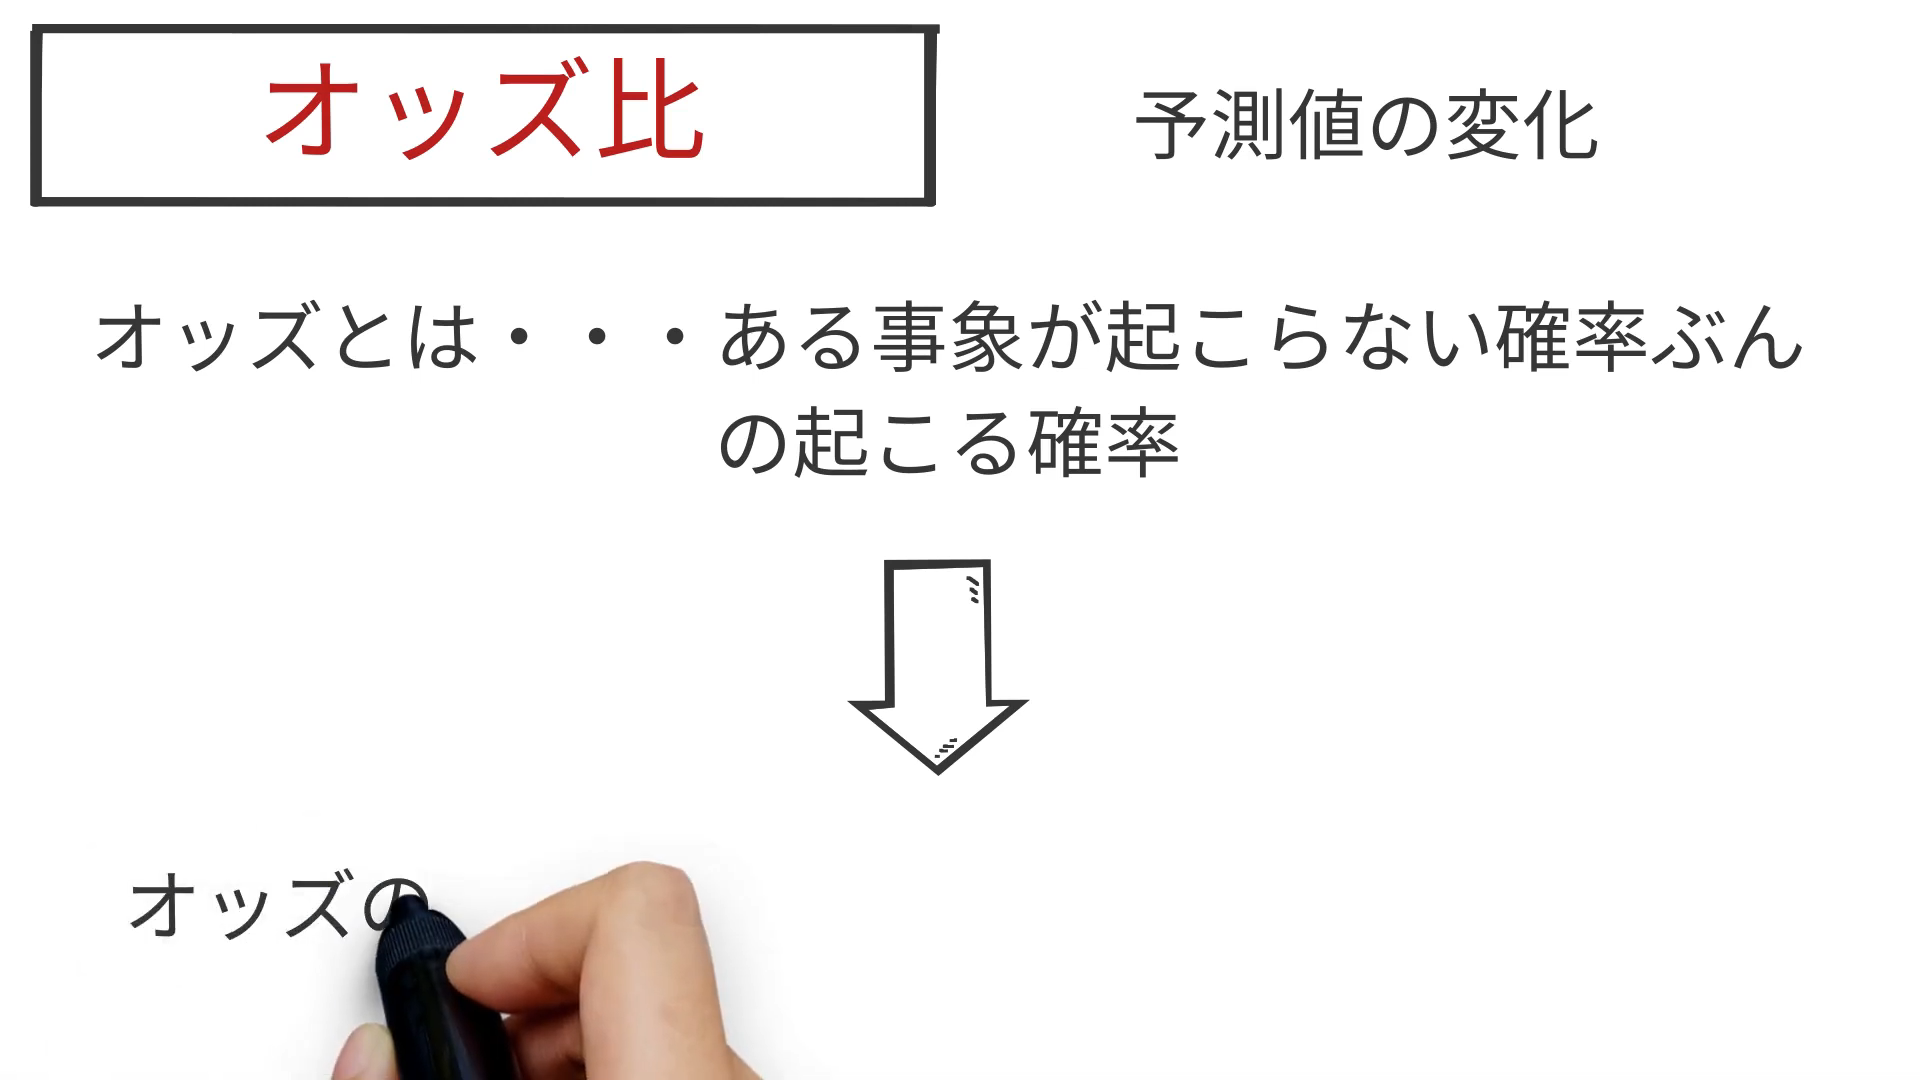 オッズ比
予測値の変化
オッズとは・・・ある事象が起こらない確率ぶん
の起こる確率
オッズの